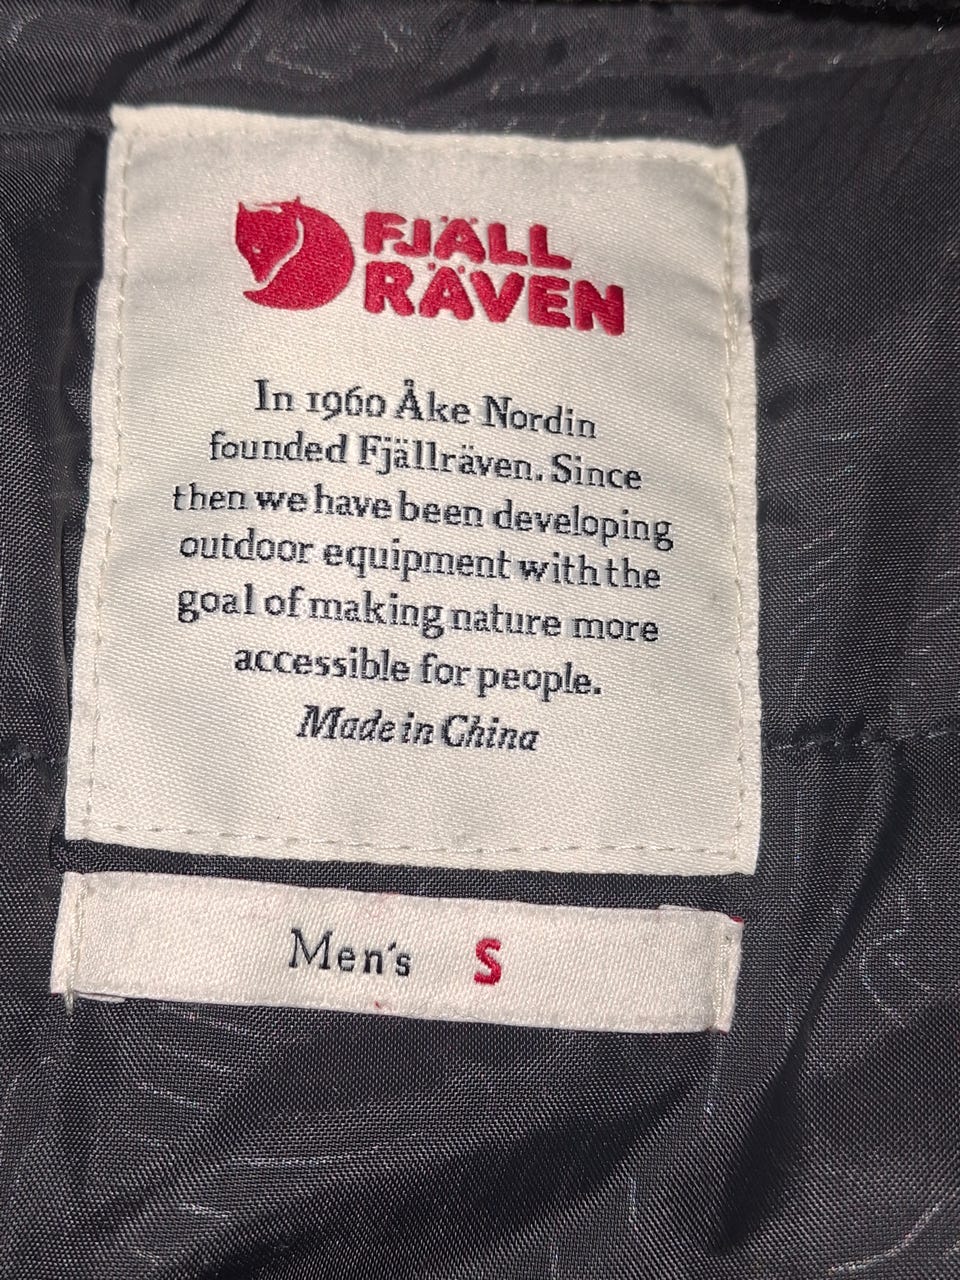 FJÄLL
RÄVEN
In 1960 Åke Nordin
founded Fjällräven. Since
then we have been developing
outdoor equipment with the
goal of making nature more
accessible for people.
Made in China
Men's S